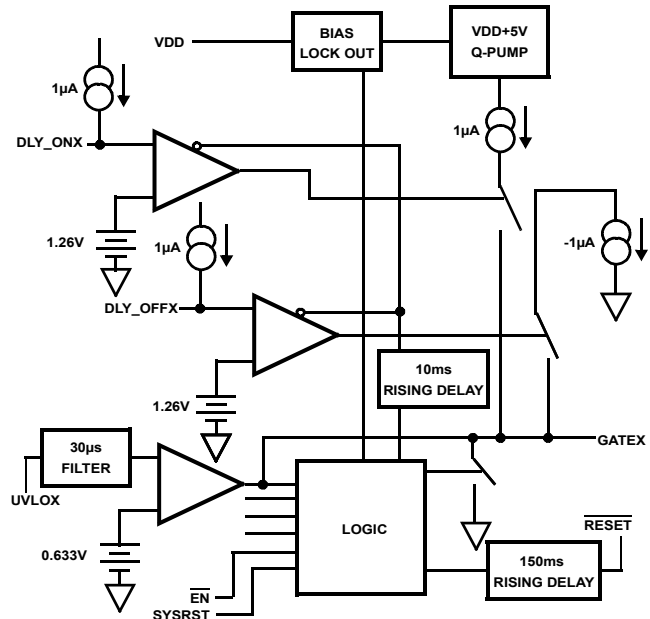 VDD
BIAS
LOCK OUT
VDD+5V
Q-PUMP
1µA
1µA
DLY_ONX
1.26V
1µA
-1µA
DLY_OFFX
1.26V
10ms
RISING DELAY
30µs
FILTER
GATEX
UVLOX
LOGIC
RESET
0.633V
150ms
RISING DELAY
EN
SYSRST